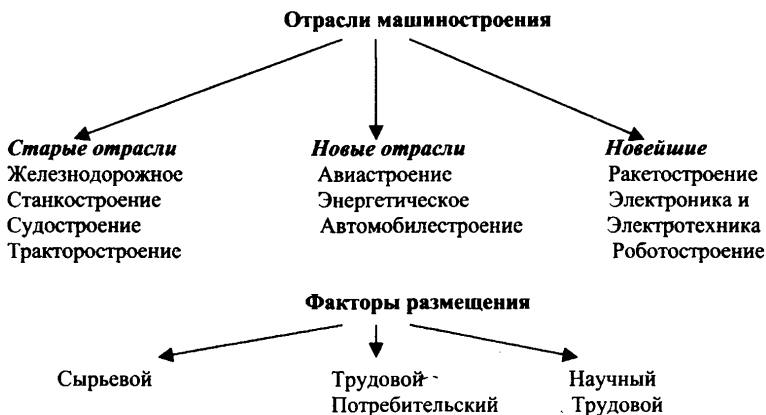 Отрасли машиностроения
Старые отрасли
Железнодорожное
Станкостроение
Судостроение
Тракторостроение
Новые отрасли
Авиастроение
Энергетическое
Автомобилестроение
Новейшие
Ракетостроение
Электроника и
Электротехника
Роботостроение
Факторы размещения
Сырьевой
Трудовой
Потребительский
Научный
Трудовой